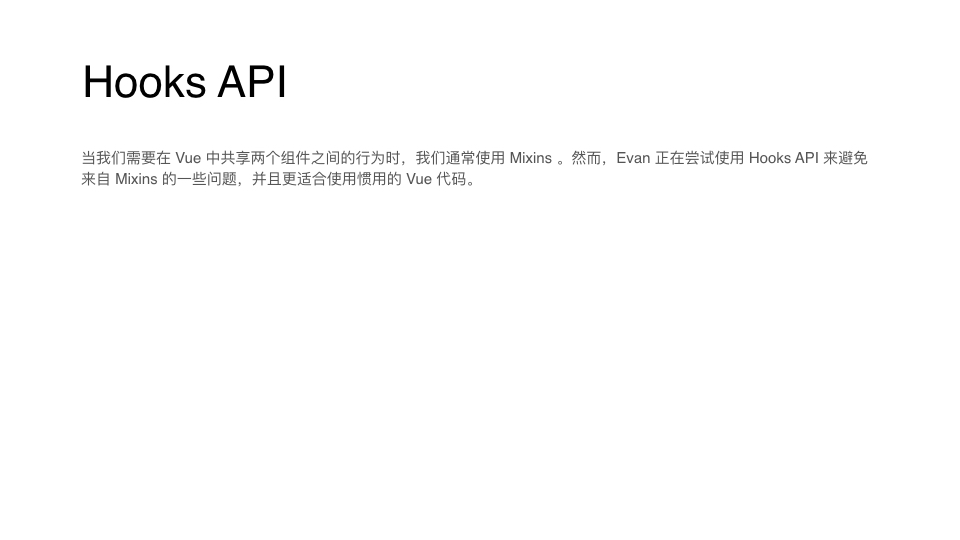 Hooks API
当我们需要在 Vue 中共享两个组件之间的行为时，我们通常使用 Mixins 。然而，Evan 正在尝试使用 Hooks API 来避免
来自 Mixins 的一些问题，并且更适合使用惯用的 Vue 代码。